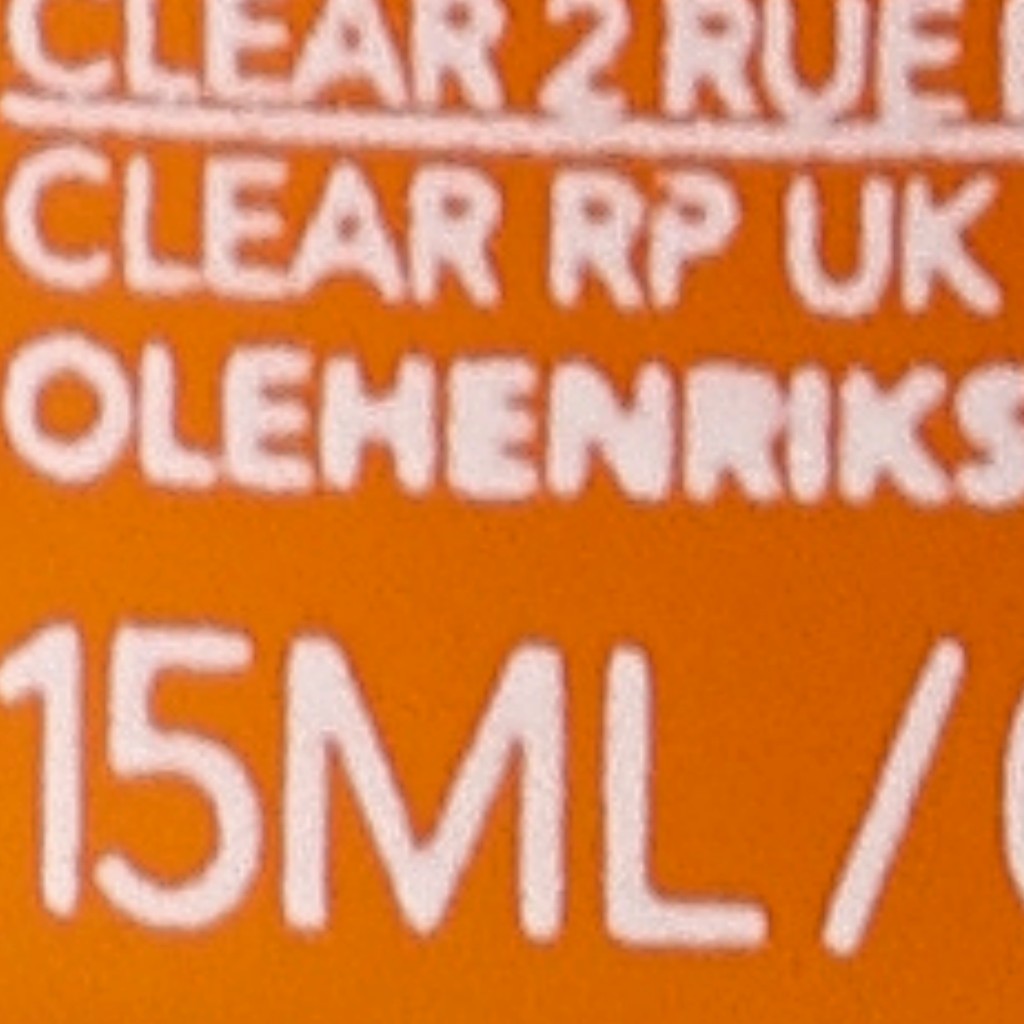 CLEAR 2 RUE
CLEAR RP UK
OLEHENRIKS
15ML /